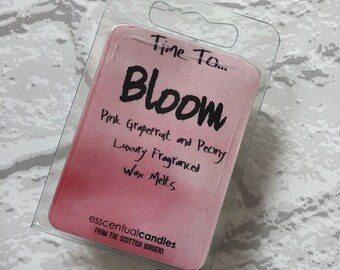 Time To...
Bloom
Pink Grapefruit and Peony
Luxury Fragranced
Wax Melts
esscentualcandles
FROM THE SCOTTISH BORDERS